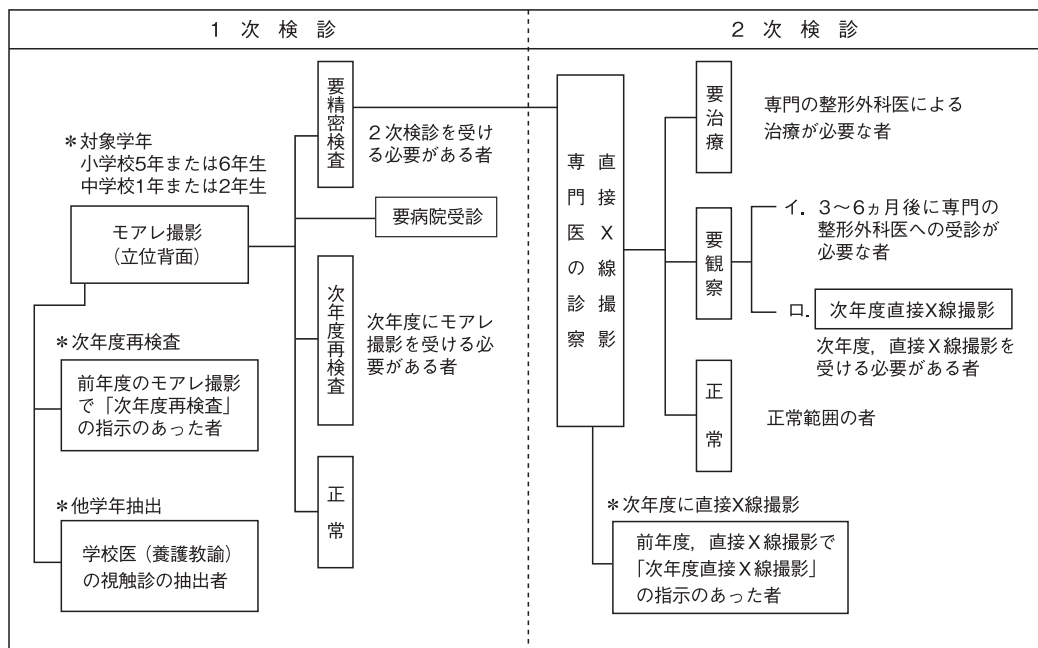 1次検診
2次検診
＊対象学年
小学校5年または6年生
中学校1年または2年生
モアレ撮影
（立位背面）
＊次年度再検査
前年度のモアレ撮影
で「次年度再検査」
の指示のあった者
＊他学年抽出
学校医（養護教諭）
の視触診の抽出者
要精密検査
2次検診を受け
る必要がある者
要病院受診
次年度再検査
次年度にモアレ
撮影を受ける必
要がある者
正常
直接X線撮影
専門医の診察
要治療
専門の整形外科医による
治療が必要な者
要観察
イ．3～6ヵ月後に専門の
整形外科医への受診が
必要な者
ロ．次年度直接X線撮影
次年度，直接X線撮影を
受ける必要がある者
正常
正常範囲の者
＊次年度に直接X線撮影
前年度，直接X線撮影で
「次年度直接X線撮影」
の指示のあった者